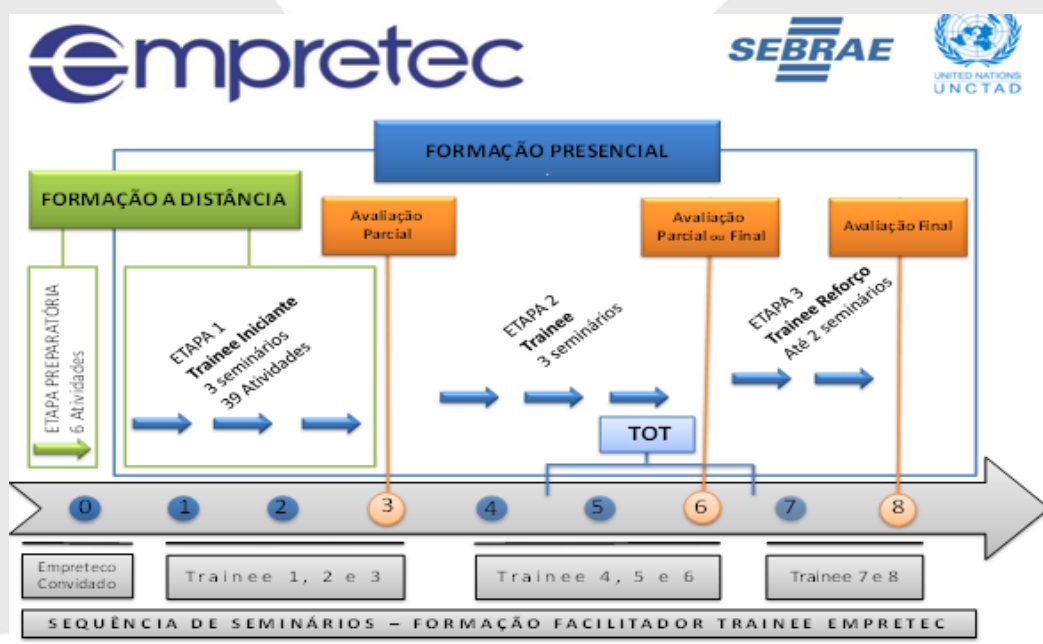 Empretec
SEBRAE
UNITED NATIONS
UNCTAD
FORMAÇÃO PRESENCIAL
FORMAÇÃO A DISTÂNCIA
Avaliação
Parcial
Avaliação
Parcial ou Final
Avaliação Final
ETAPA PREPARATÓRIA
6 Atividades
ETAPA 1
Trainee Iniciante
3 seminários
39 Atividades
ETAPA 2
Trainee
3 seminários
ETAPA 3
Trainee Reforço
Até 2 seminários
TOT
0
1
2
3
4
5
6
7
8
Empreteco
Convidado
Trainee 1, 2 e 3
Trainee 4, 5 e 6
Trainee 7 e 8
SEQUÊNCIA DE SEMINÁRIOS – FORMAÇÃO FACILITADOR TRAINEE EMPRETEC